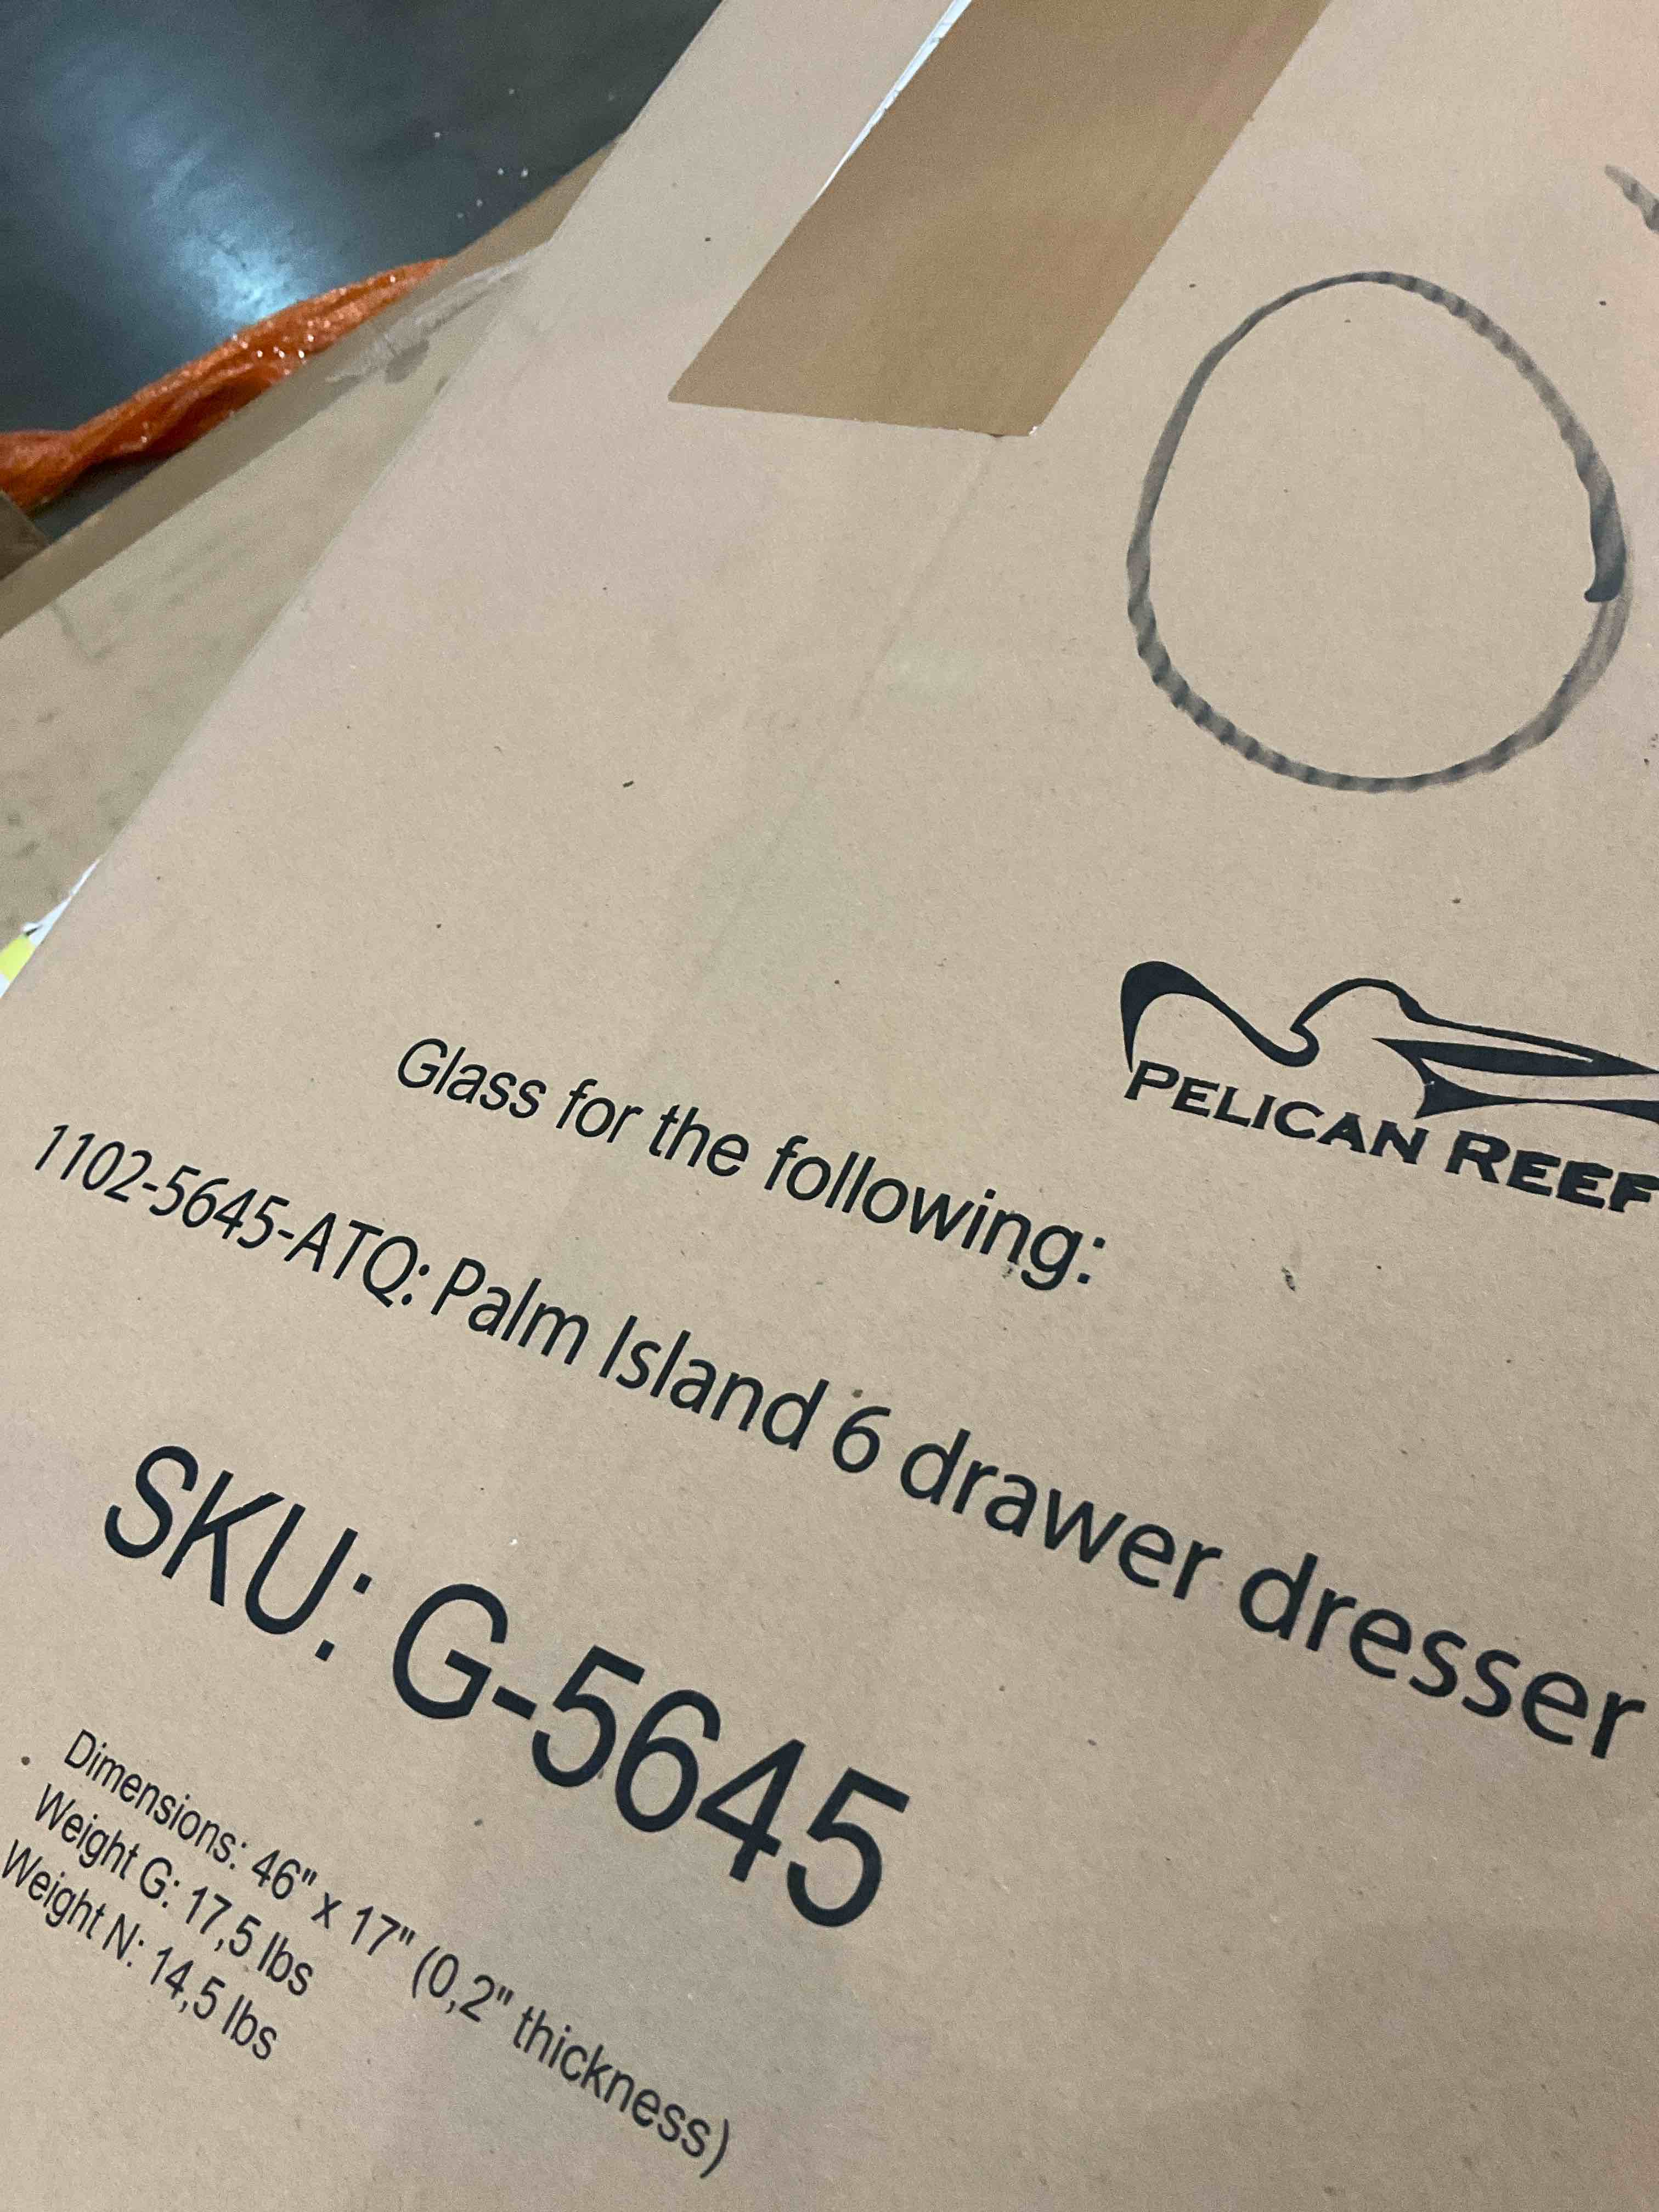 PELICAN REEF
Glass for the following:
1102-5645-ATQ: Palm Island 6 drawer dresser
SKU: G-5645
Dimensions: 46" x 17" (0,2" thickness)
Weight G: 17,5 lbs
Weight N: 14,5 lbs